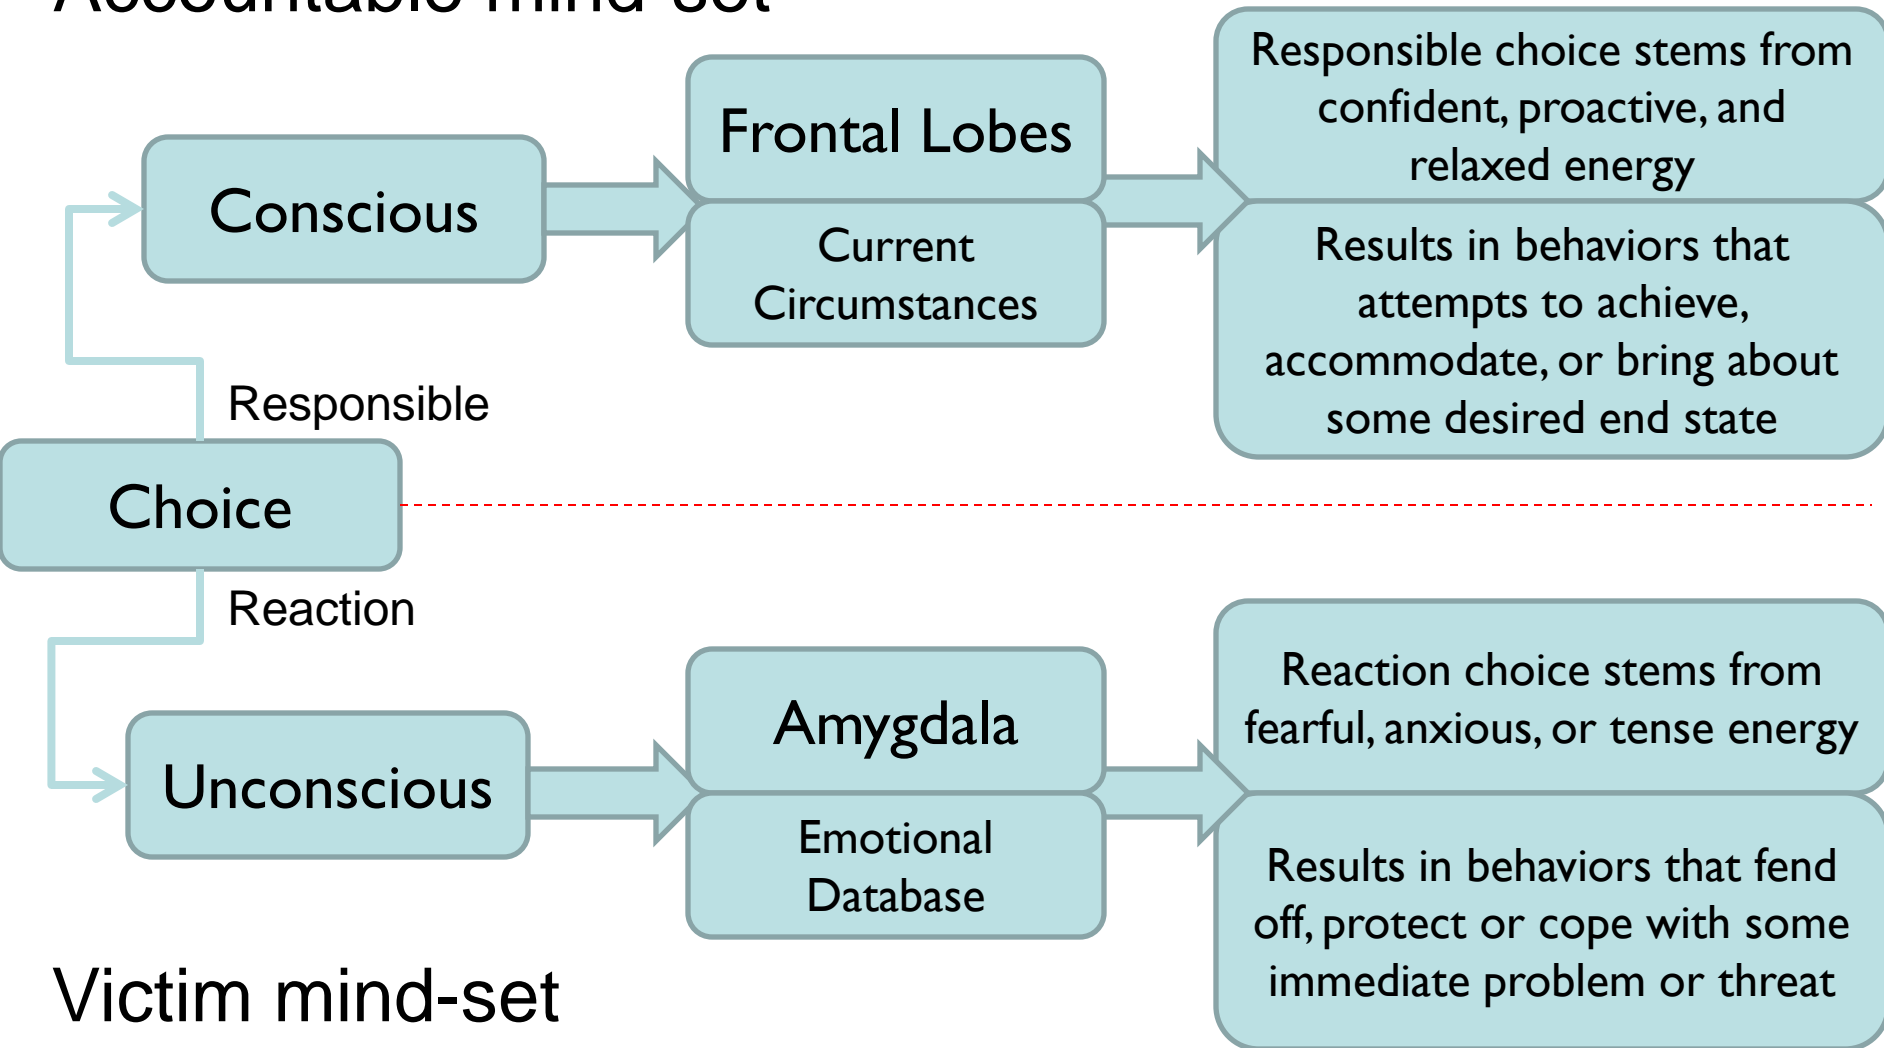 Accountable mind-set
Responsible choice stems from
confident, proactive, and
relaxed energy
Frontal Lobes
Conscious
Current
Circumstances
Results in behaviors that
attempts to achieve,
accommodate, or bring about
some desired end state
Responsible
Choice
Reaction
Reaction choice stems from
fearful, anxious, or tense energy
Amygdala
Unconscious
Emotional
Database
Results in behaviors that fend
off, protect or cope with some
immediate problem or threat
Victim mind-set